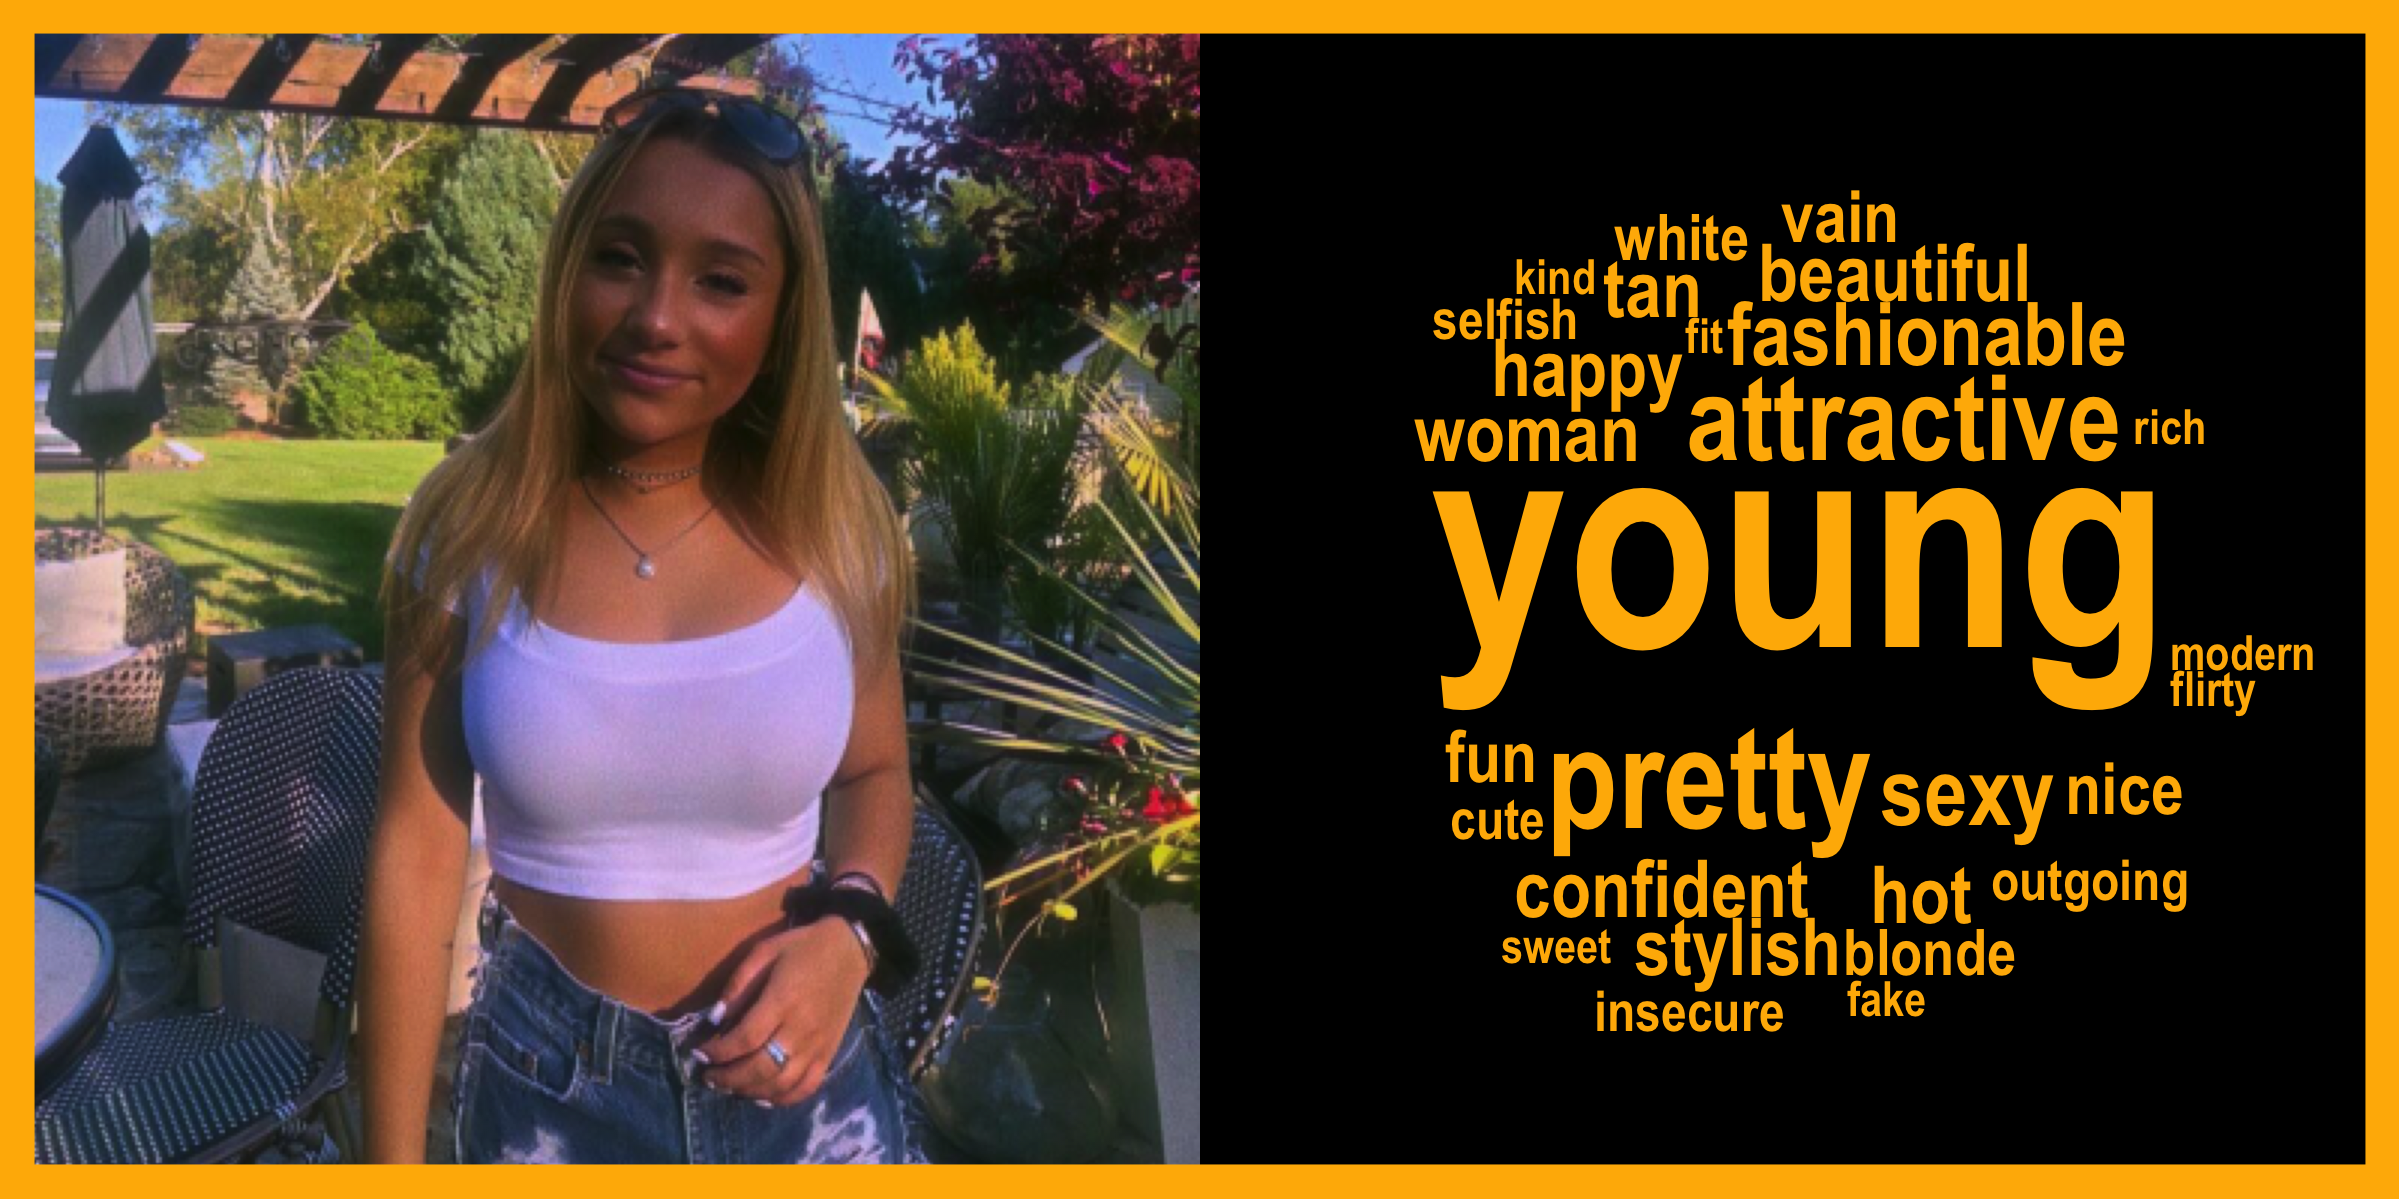 vain
white
beautiful
kind tan
selfish
fit fashionable
happy
attractive
woman rich
young
modern
flirty
fun pretty sexy nice
cute
confident hot outgoing
sweet stylish blonde
insecure fake